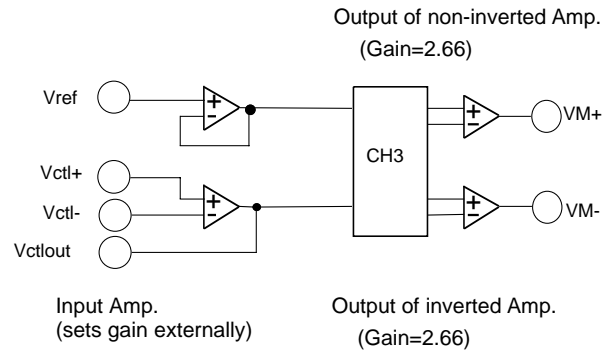 Output of non-inverted Amp.
(Gain=2.66)
Vref
+
−
+
−
VM+
CH3
Vctl+
Vctl-
+
−
+
−
VM-
Vctlout
Input Amp.
(sets gain externally)
Output of inverted Amp.
(Gain=2.66)